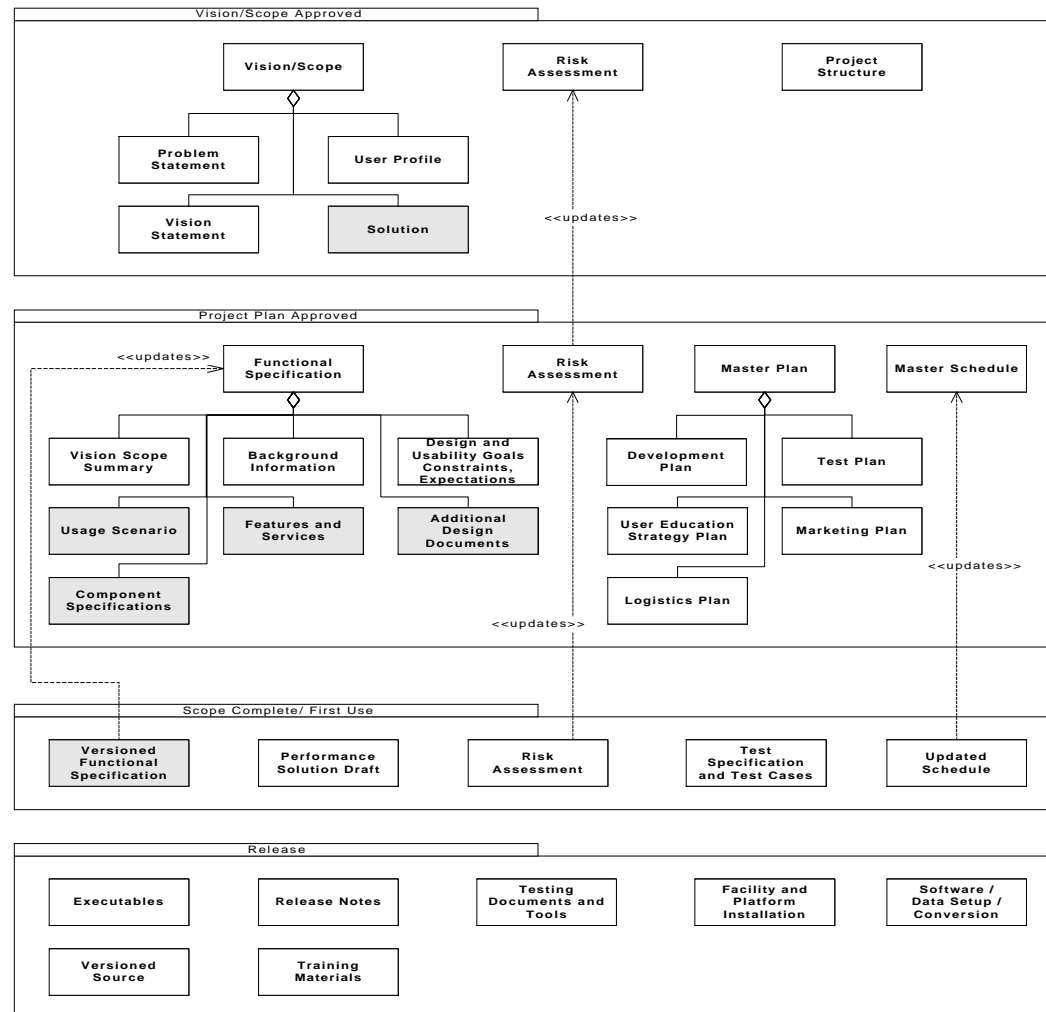 Vision/Scope Approved
Vision/Scope
Risk
Assessment
Project
Structure
Problem
Statement
User Profile
Vision
Statement
Solution
<<updates>>
Project Plan Approved
<<updates>>
Functional
Specification
Risk
Assessment
Master Plan
Master Schedule
Vision Scope
Summary
Background
Information
Design and
Usability Goals
Constraints,
Expectations
Development
Plan
Test Plan
Usage Scenario
Features and
Services
Additional
Design
Documents
User Education
Strategy Plan
Marketing Plan
<<updates>>
Component
Specifications
Logistics Plan
<<updates>>
Scope Complete/ First Use
Versioned
Functional
Specification
Performance
Solution Draft
Risk
Assessment
Test
Specification
and Test Cases
Updated
Schedule
Release
Executables
Release Notes
Testing
Documents and
Tools
Facility and
Platform
Installation
Software /
Data Setup /
Conversion
Versioned
Source
Training
Materials